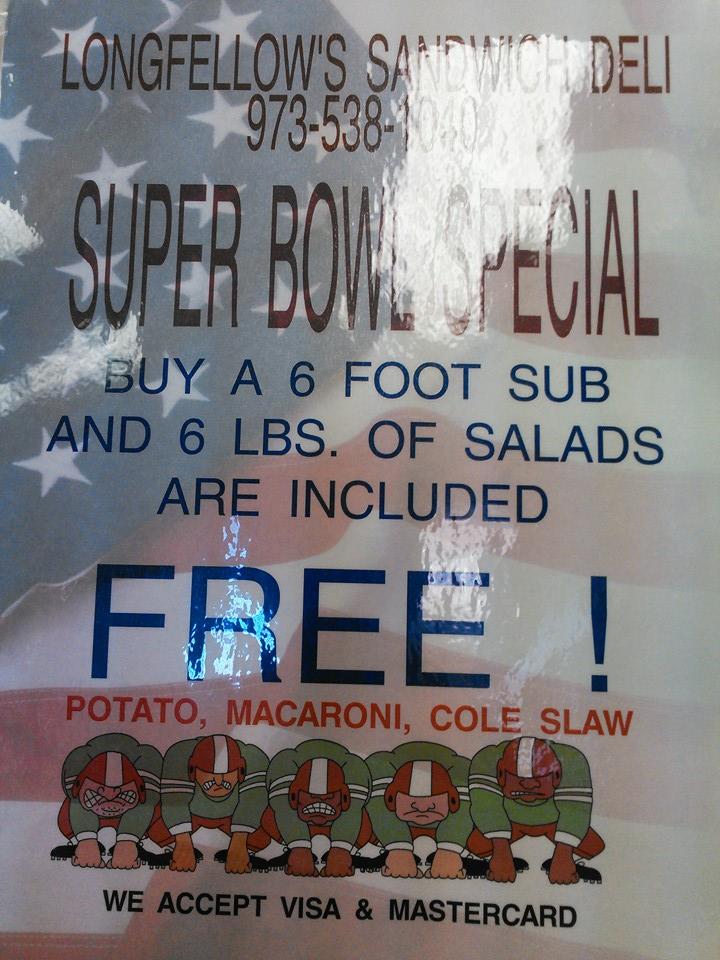 LONGFELLOW'S SANDWICH DELI
973-538-1040
SUPER BOWL SPECIAL
BUY A 6 FOOT SUB
AND 6 LBS. OF SALADS
ARE INCLUDED
FREE !
POTATO, MACARONI, COLE SLAW
WE ACCEPT VISA & MASTERCARD